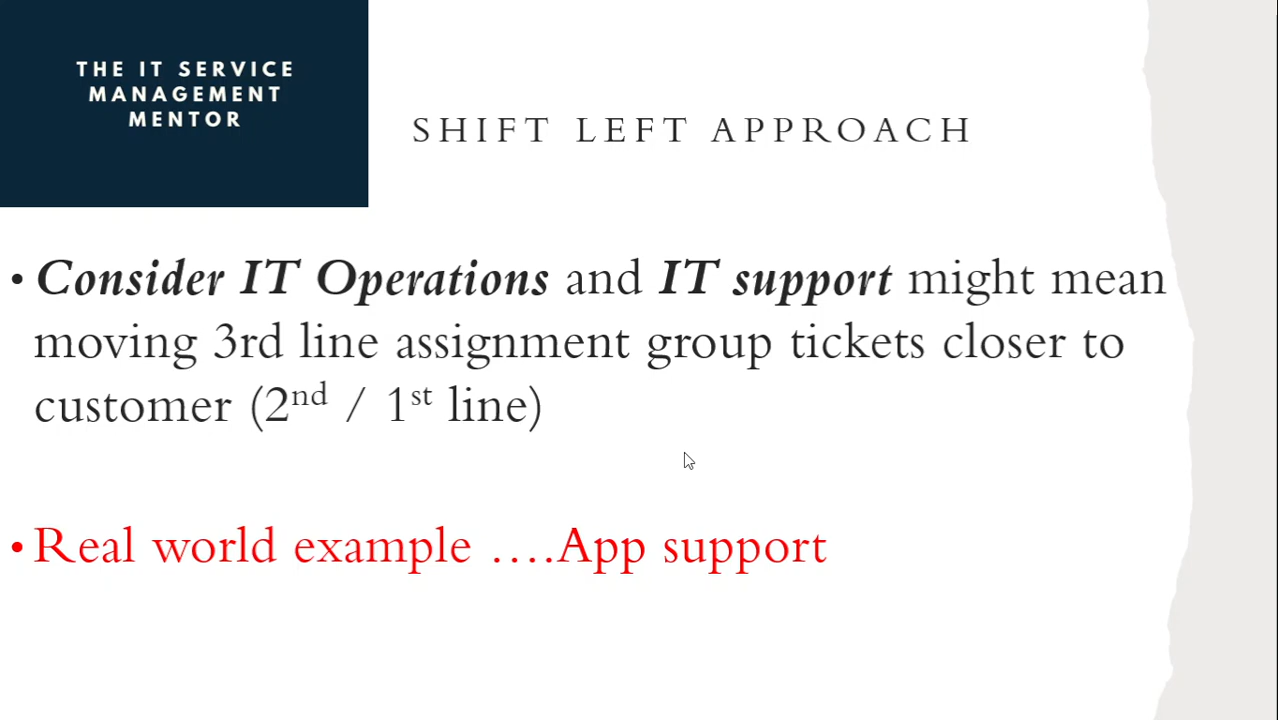 THE IT SERVICE
MANAGEMENT
MENTOR
SHIFT LEFT APPROACH
• Consider IT Operations and IT support might mean
moving 3rd line assignment group tickets closer to
customer (2nd / 1st line)
• Real world example ....App support